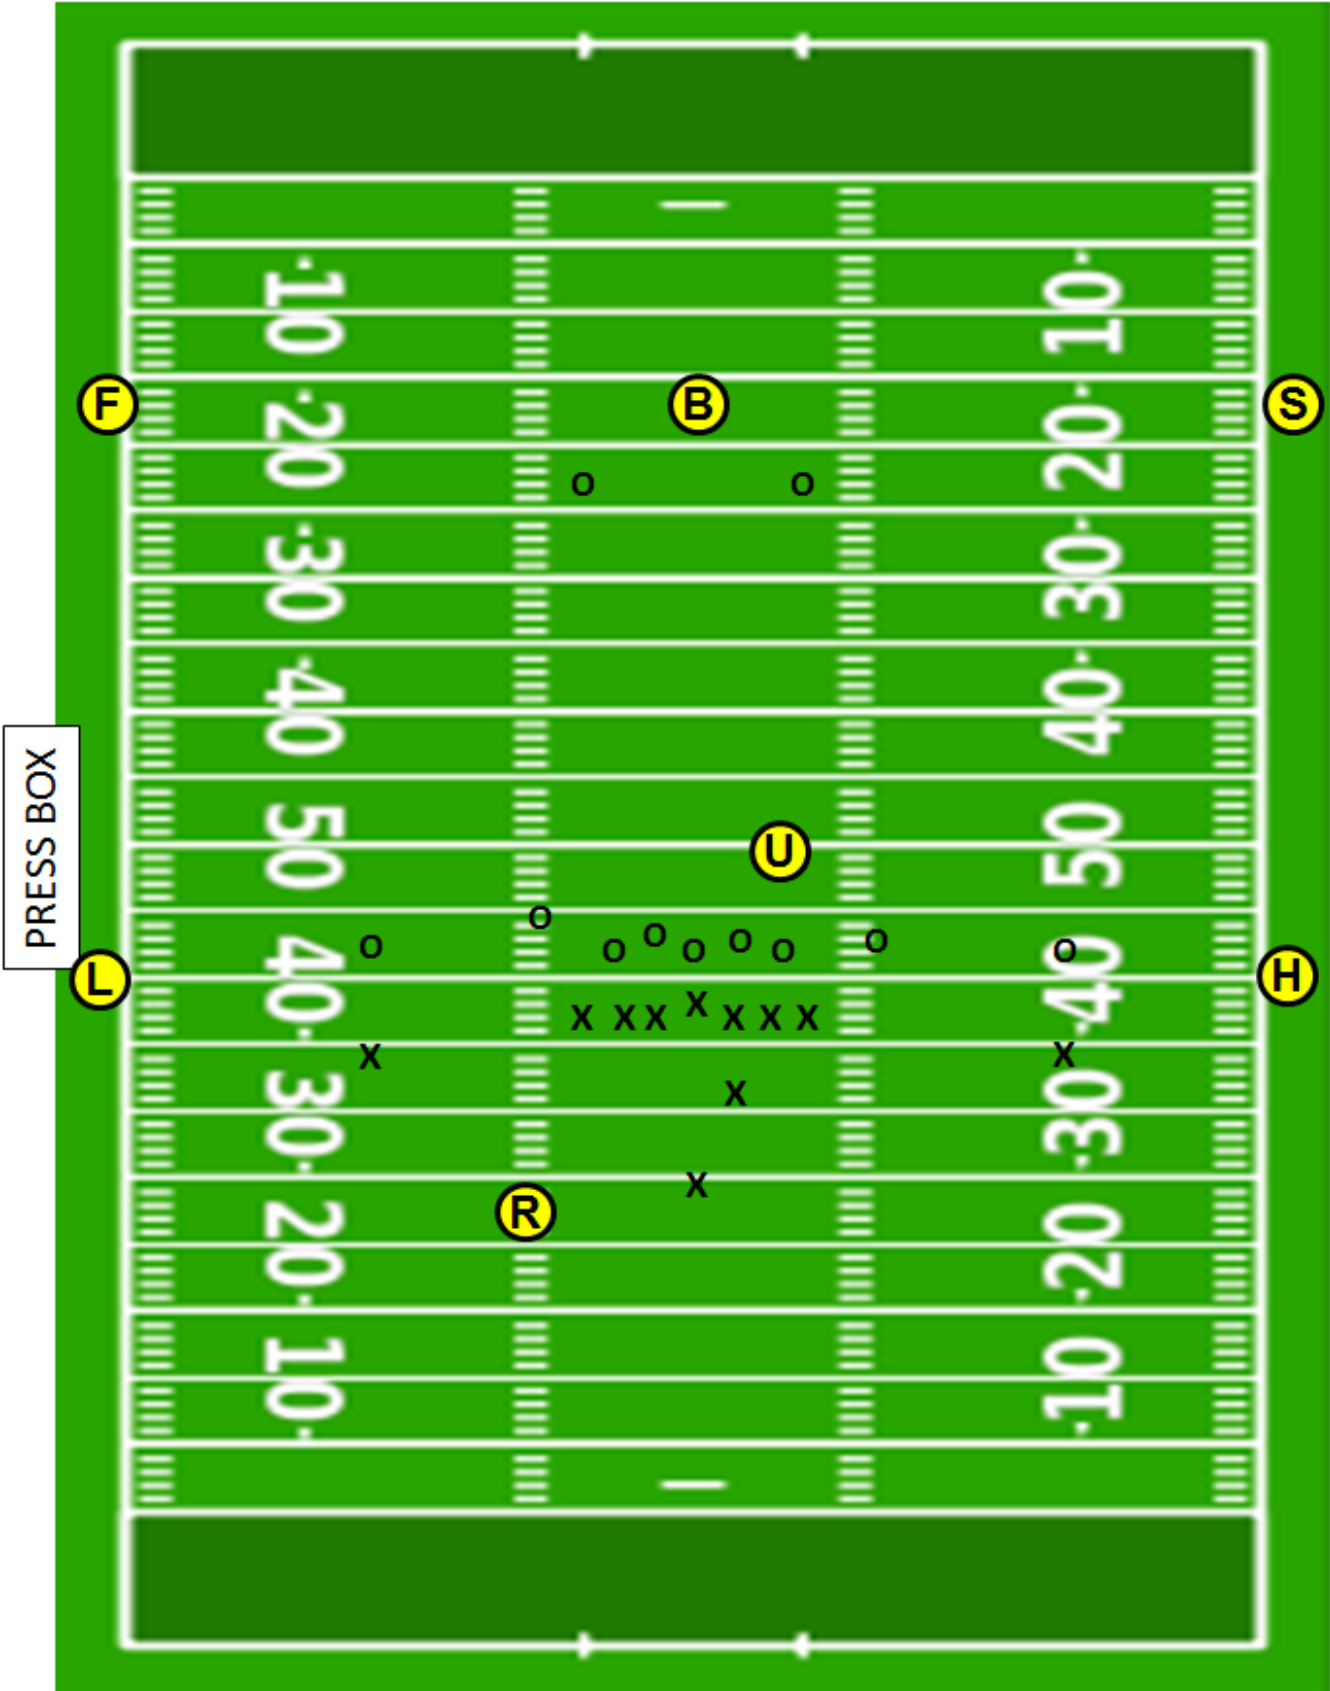 10 10
F B S
20 20
O O
30 30
40 40
PRESS BOX
50 U 50
O
O O O O O O O O
L 40 40 H
X X X X X X X
X X
30 X 30
X
R
20 20
10 10